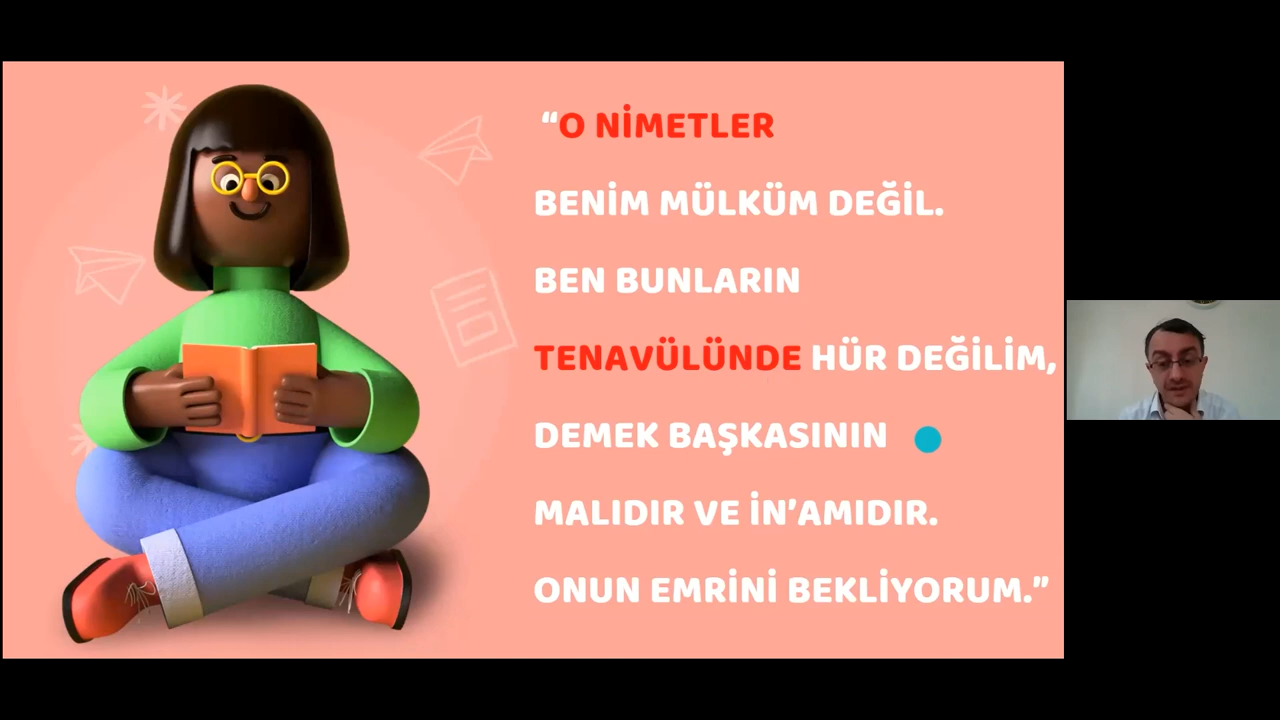 “O NİMETLER
BENİM MÜLKÜM DEĞİL.
BEN BUNLARIN
TENAVÜLÜNDE HÜR DEĞİLİM,
DEMEK BAŞKASININ
MALIDIR VE İN’AMIDIR.
ONUN EMRİNİ BEKLİYORUM.”